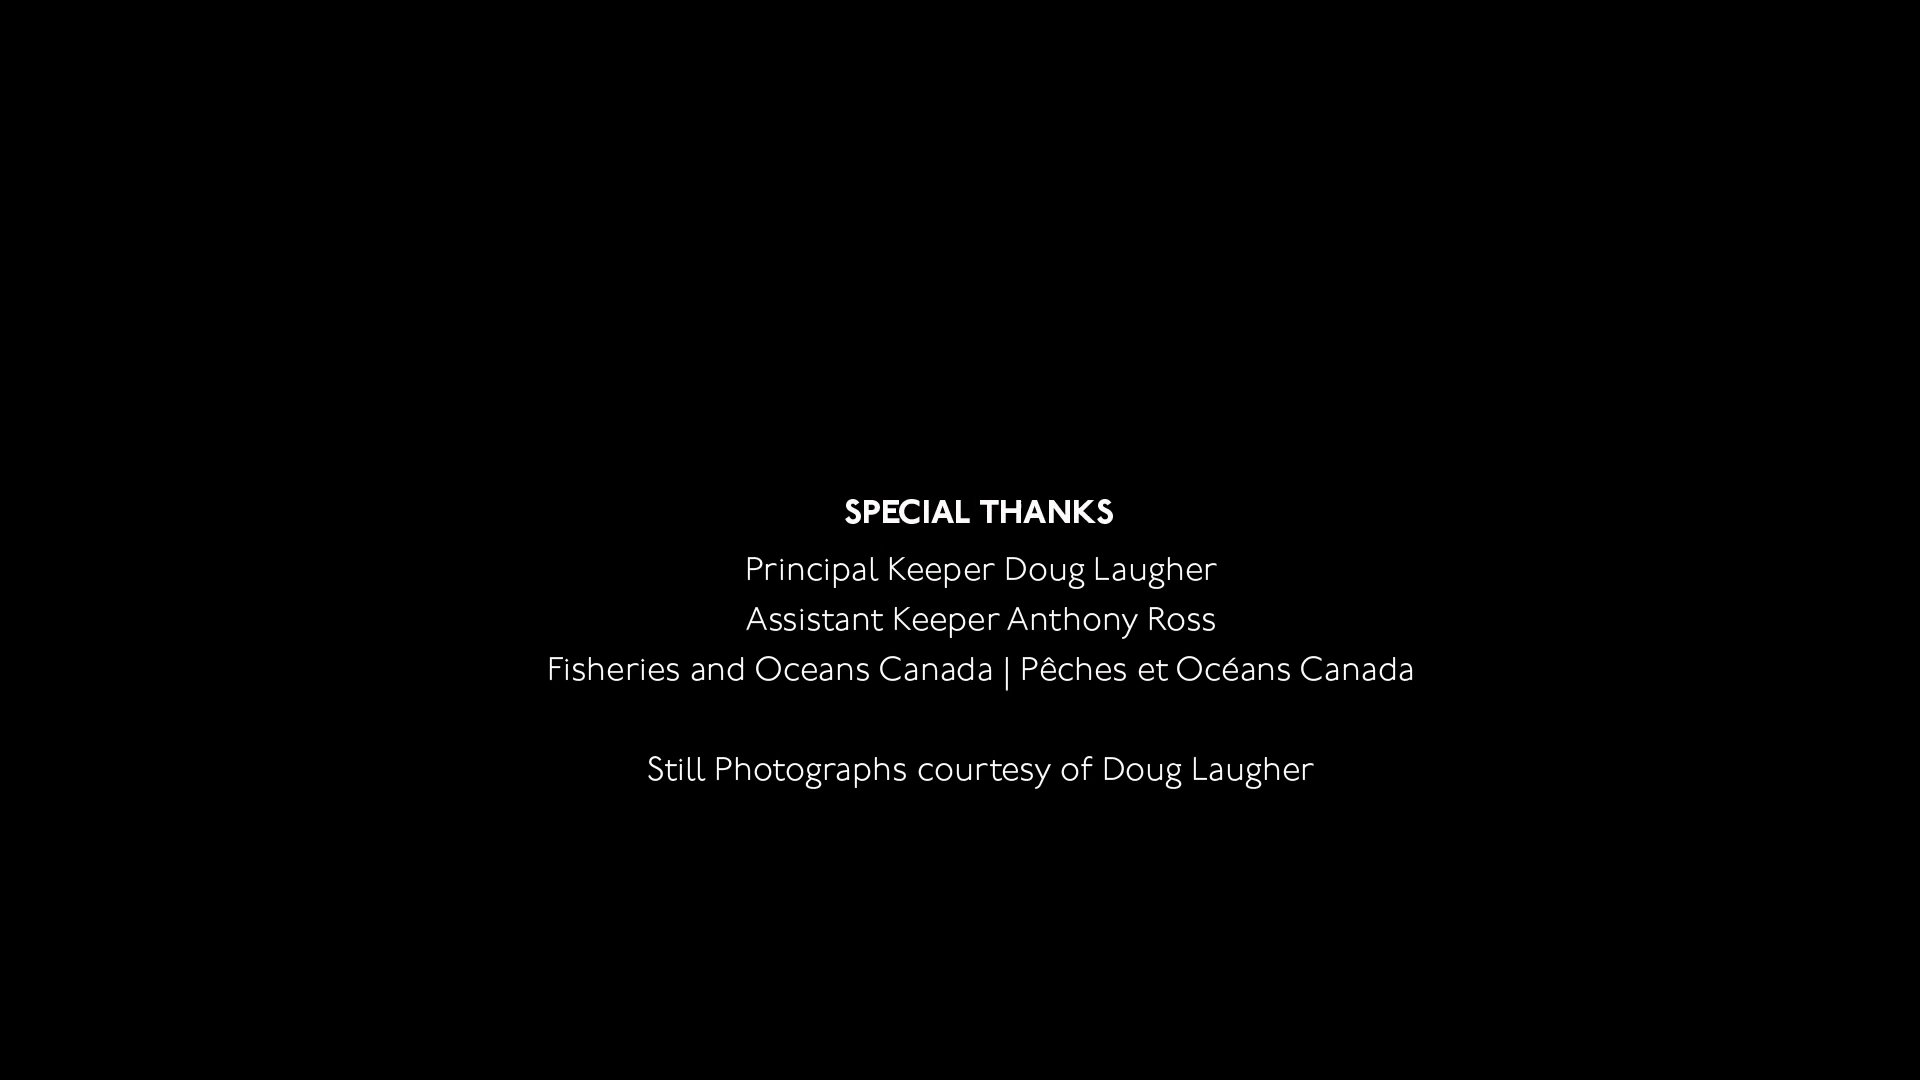 SPECIAL THANKS
Principal Keeper Doug Laugher
Assistant Keeper Anthony Ross
Fisheries and Oceans Canada | Pêches et Océans Canada
Still Photographs courtesy of Doug Laugher